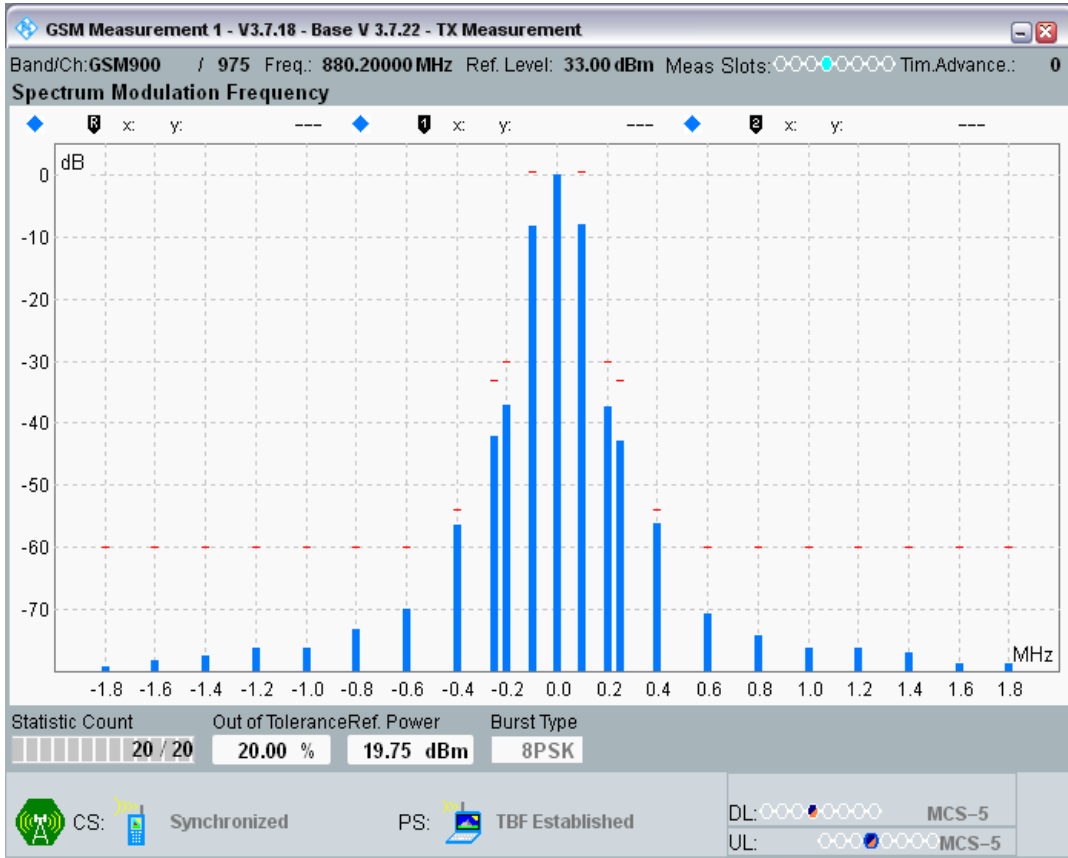 GSM Measurement 1 - V3.7.18 - Base V 3.7.22 - TX Measurement
Band/Ch:GSM900 / 975 Freq.: 880.20000 MHz Ref. Level: 33.00 dBm Meas Slots: Tim.Advance.: 0
Spectrum Modulation Frequency
R x: y: --- 1 x: y: --- 2 x: y: ---
dB
0
-10
-20
-30
-40
-50
-60
-70
MHz
-1.8 -1.6 -1.4 -1.2 -1.0 -0.8 -0.6 -0.4 -0.2 0.0 0.2 0.4 0.6 0.8 1.0 1.2 1.4 1.6 1.8
Statistic Count Out of Tolerance Ref. Power Burst Type
20 / 20 20.00 % 19.75 dBm 8PSK
CS: Synchronized PS: TBF Established
DL: MCS-5
UL: MCS-5